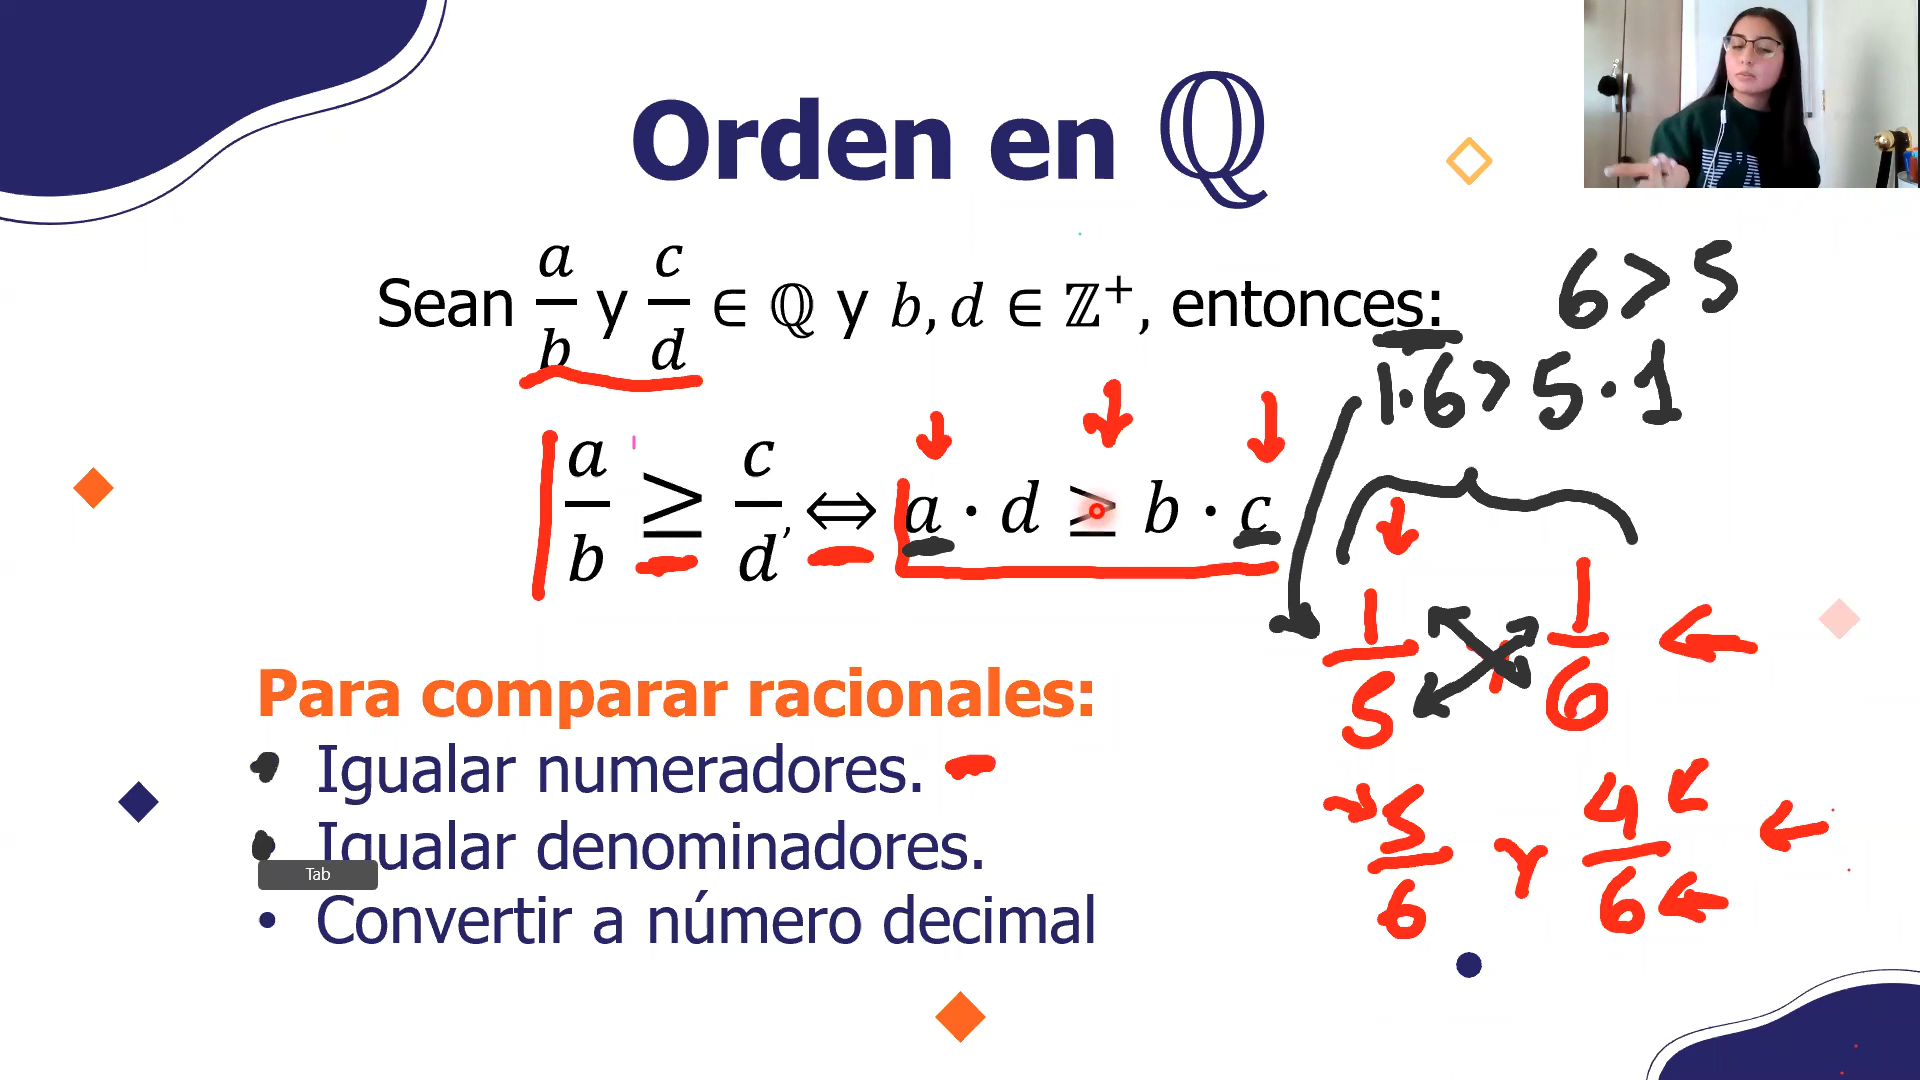 Orden en ℚ
Sean a/b y c/d ∈ ℚ y b, d ∈ ℤ⁺, entonces:
6 > 5
1·6 > 5·1
a/b ≥ c/d, ⇔ a · d ≥ b · c
1/5 1/6
Para comparar racionales:
• Igualar numeradores.
• Igualar denominadores.
Tab
• Convertir a número decimal
5/6 y 4/6